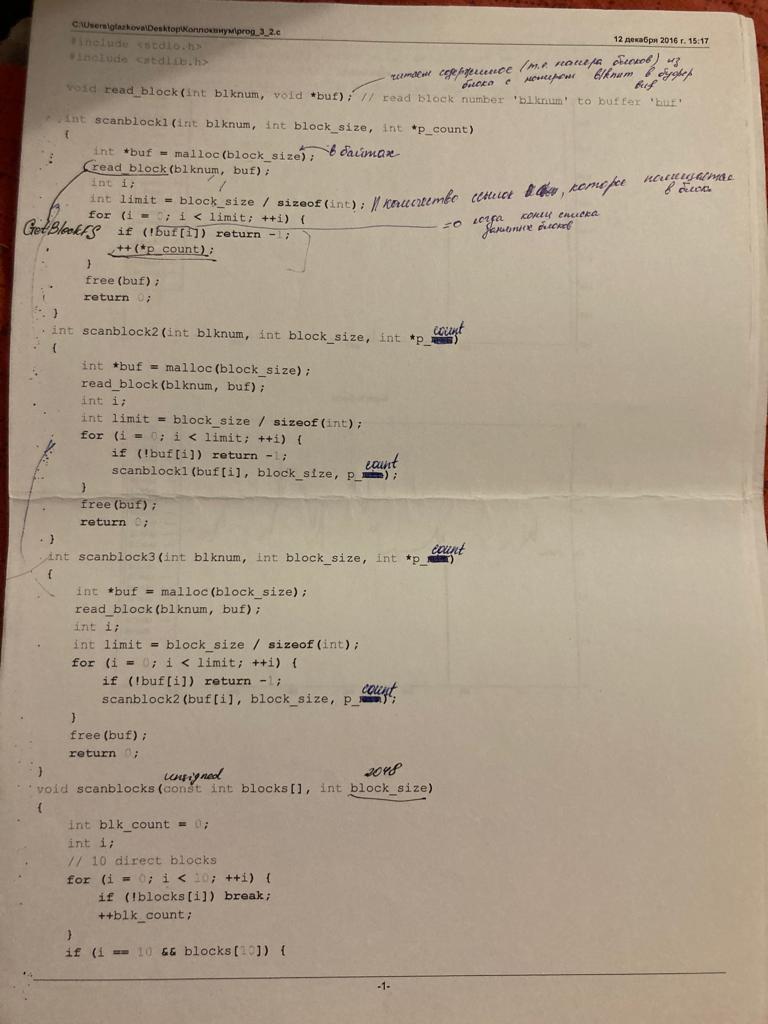 C:\Users\glazkova\Desktop\Коллоквиум\prog_3_2.c
12 декабря 2016 г. 15:17
#include <stdio.h>
#include <stdlib.h>
читаем содержимое (т.е. номера блоков) из
блока с номером blknum в буфер
buf
void read_block(int blknum, void *buf); // read block number 'blknum' to buffer 'buf'
int scanblock1(int blknum, int block_size, int *p_count)
{
int *buf = malloc(block_size); в байтах
read_block(blknum, buf);
int i;
int limit = block_size / sizeof(int); // количество ссылок, которое помещается
в блок
for (i = 0; i < limit; ++i) {
GetBlockFS if (!buf[i]) return -1; =0 когда конец списка
занятых блоков
++(*p_count);
}
free(buf);
return 0;
}
int scanblock2(int blknum, int block_size, int *p_count)
{
int *buf = malloc(block_size);
read_block(blknum, buf);
int i;
int limit = block_size / sizeof(int);
for (i = 0; i < limit; ++i) {
if (!buf[i]) return -1;
scanblock1(buf[i], block_size, p_count);
}
free(buf);
return 0;
}
int scanblock3(int blknum, int block_size, int *p_count)
{
int *buf = malloc(block_size);
read_block(blknum, buf);
int i;
int limit = block_size / sizeof(int);
for (i = 0; i < limit; ++i) {
if (!buf[i]) return -1;
scanblock2(buf[i], block_size, p_count);
}
free(buf);
return 0;
}
unsigned 2048
void scanblocks(const int blocks[], int block_size)
{
int blk_count = 0;
int i;
// 10 direct blocks
for (i = 0; i < 10; ++i) {
if (!blocks[i]) break;
++blk_count;
}
if (i == 10 && blocks[10]) {
-1-